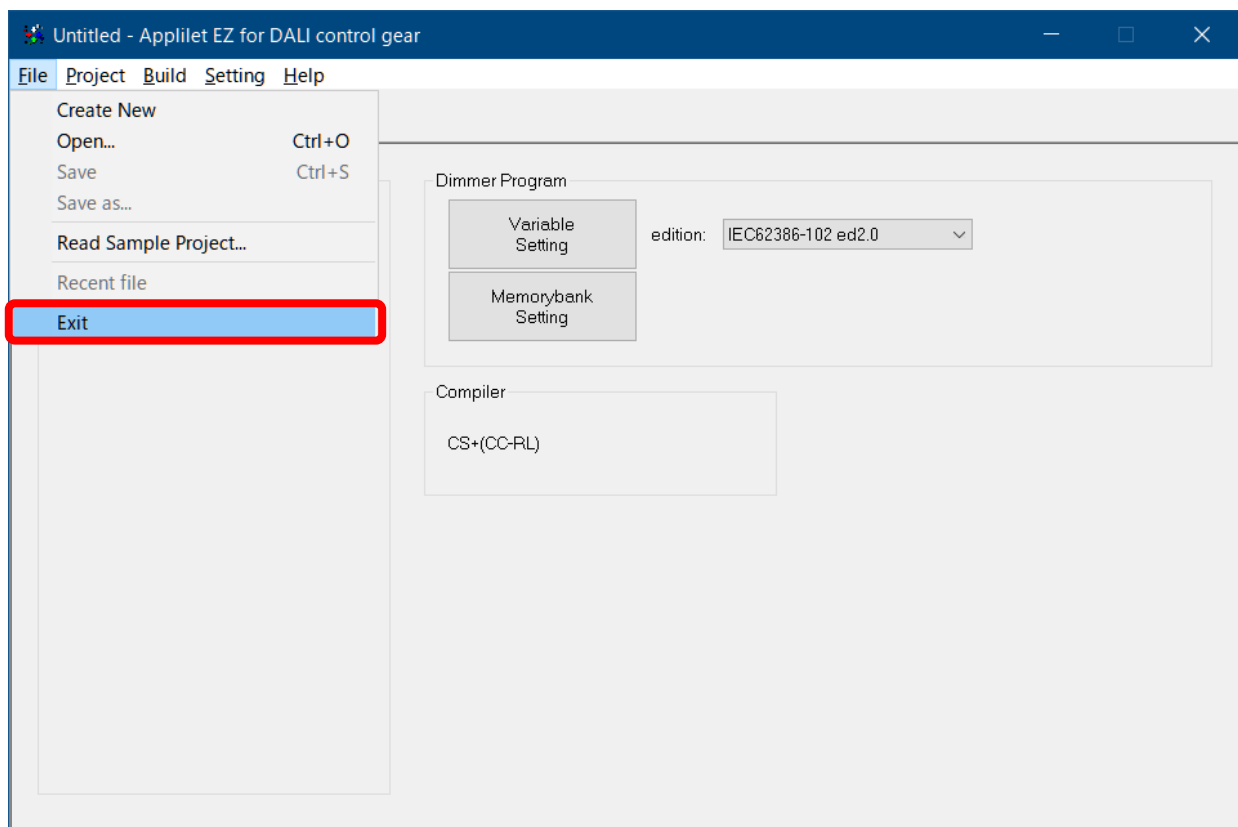 Untitled - Applilet EZ for DALI control gear
File Project Build Setting Help
Create New
Open... Ctrl+O
Save Ctrl+S
Save as...
Read Sample Project...
Recent file
Exit
Dimmer Program
Variable
Setting
edition: IEC62386-102 ed2.0
Memorybank
Setting
Compiler
CS+(CC-RL)